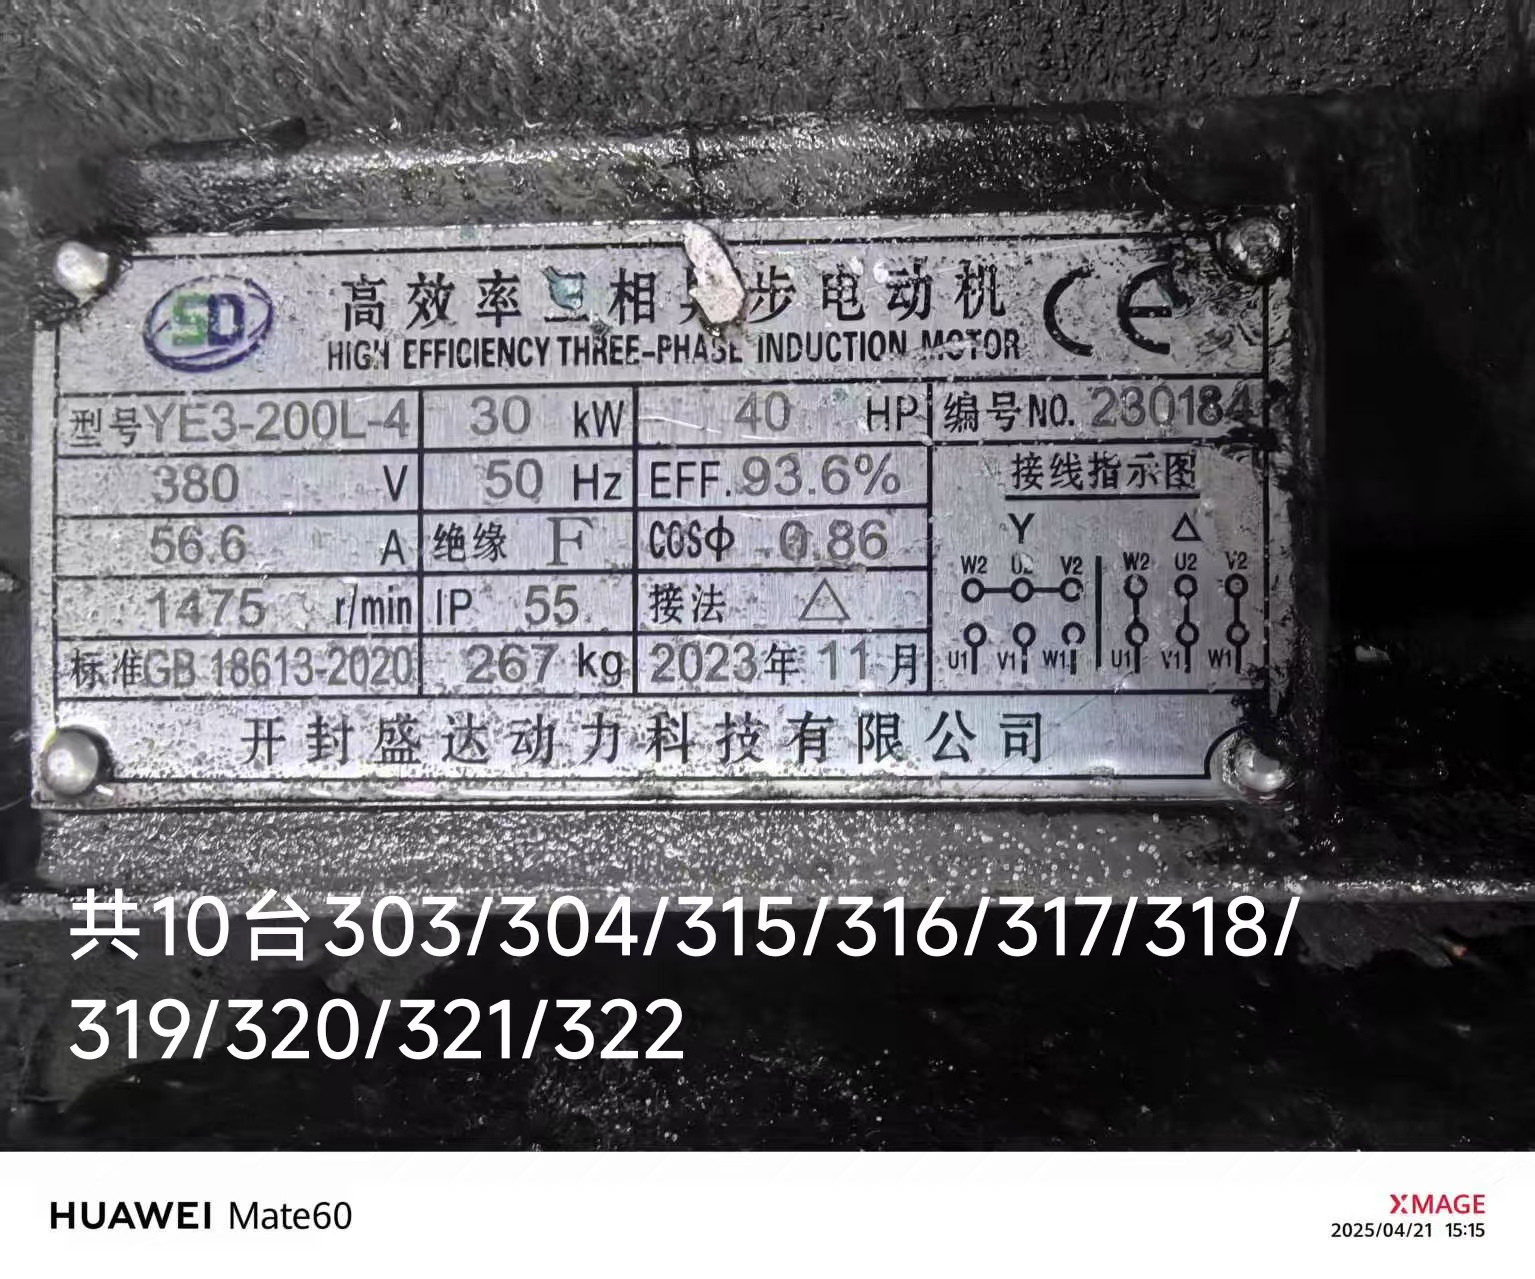 SD
高效率三相异步电动机 CE
HIGH EFFICIENCY THREE-PHASE INDUCTION MOTOR
型号YE3-200L-4 30 kW 40 HP 编号NO. 230184
380 V 50 Hz EFF. 93.6% 接线指示图
56.6 A 绝缘 F COSΦ 0.86 Y △
1475 r/min IP 55 接法 △ W2 U2 V2 W2 U2 V2
标准GB 18613-2020 267 kg 2023年11月 U1 V1 W1 U1 V1 W1
开封盛达动力科技有限公司
共10台303/304/315/316/317/318/
319/320/321/322
HUAWEI Mate60
XMAGE
2025/04/21 15:15